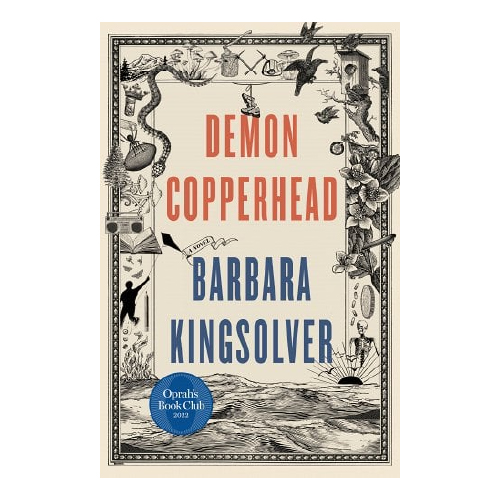 DEMON
COPPERHEAD
A NOVEL
BARBARA
KINGSOLVER
Oprah's
Book Club
2022